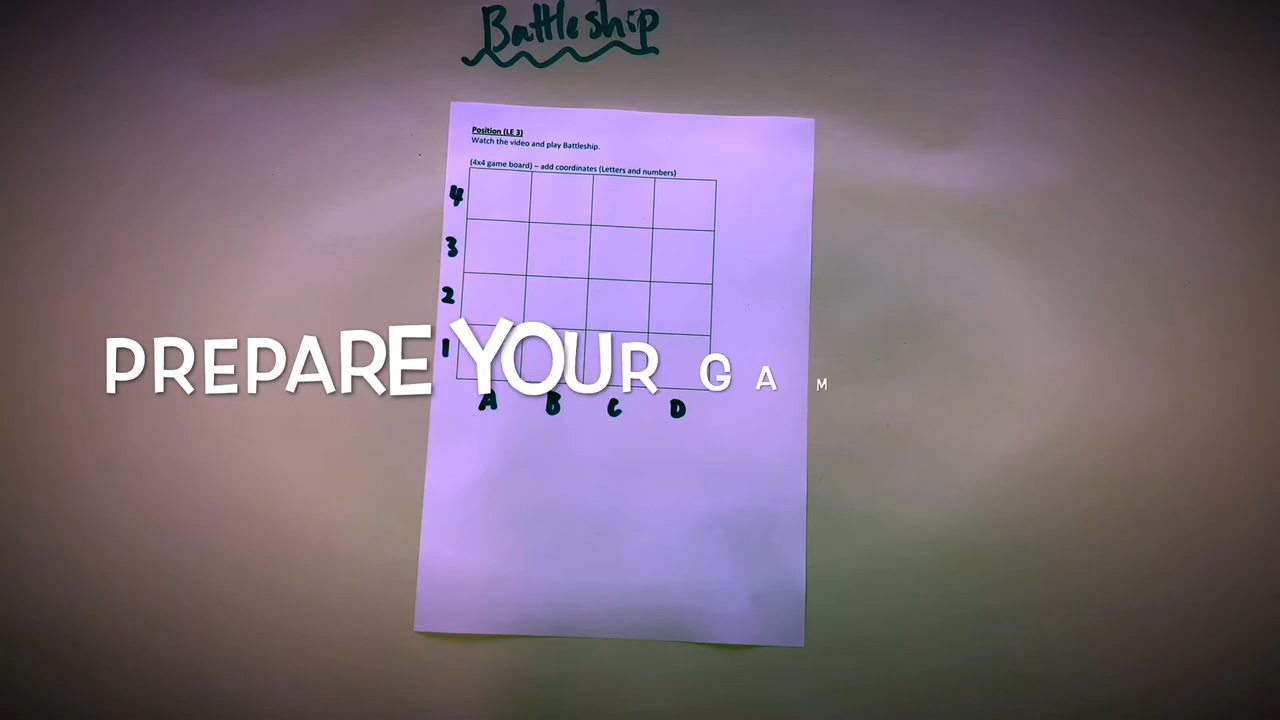 Battleship
Position (LE 3)
Watch the video and play Battleship.
(4x4 game board) – add coordinates (Letters and numbers)
4
3
2
1
PREPARE YOUR GAM
A B C D